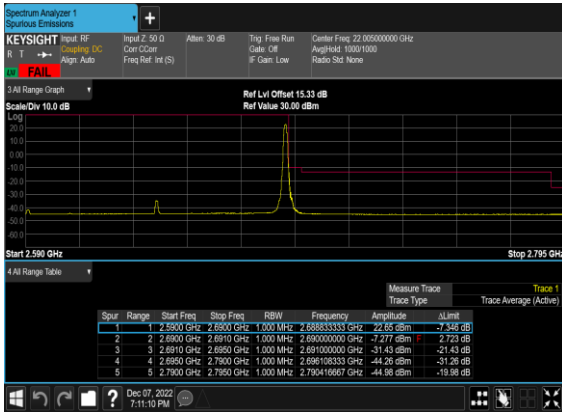 Spectrum Analyzer 1
Spurious Emissions
KEYSIGHT Input: RF Input Z: 50 Ω Atten: 30 dB Trig: Free Run Center Freq: 22.005000000 GHz
R T Coupling: DC Corr CCorr Gate: Off Avg|Hold: 1000/1000
Align: Auto Freq Ref: Int (S) IF Gain: Low Radio Std: None
FAIL
3 All Range Graph
Ref Lvl Offset 15.33 dB
Scale/Div 10.0 dB Ref Value 30.00 dBm
Log
20.0
10.0
0.00
-10.0
-20.0
-30.0
-40.0
-50.0
-60.0
Start 2.590 GHz Stop 2.795 GHz
4 All Range Table
Measure Trace Trace 1
Trace Type Trace Average (Active)
Spur Range Start Freq Stop Freq RBW Frequency Amplitude ΔLimit
1 1 2.5900 GHz 2.6900 GHz 1.000 MHz 2.688833333 GHz 22.65 dBm -7.346 dB
2 2 2.6900 GHz 2.6910 GHz 1.000 MHz 2.690000000 GHz -7.277 dBm F 2.723 dB
3 3 2.6910 GHz 2.6950 GHz 1.000 MHz 2.691000000 GHz -31.43 dBm -21.43 dB
4 4 2.6950 GHz 2.7900 GHz 1.000 MHz 2.696108333 GHz -44.26 dBm -31.26 dB
5 5 2.7900 GHz 2.7950 GHz 1.000 MHz 2.790416667 GHz -44.98 dBm -19.98 dB
Dec 07, 2022
7:11:10 PM